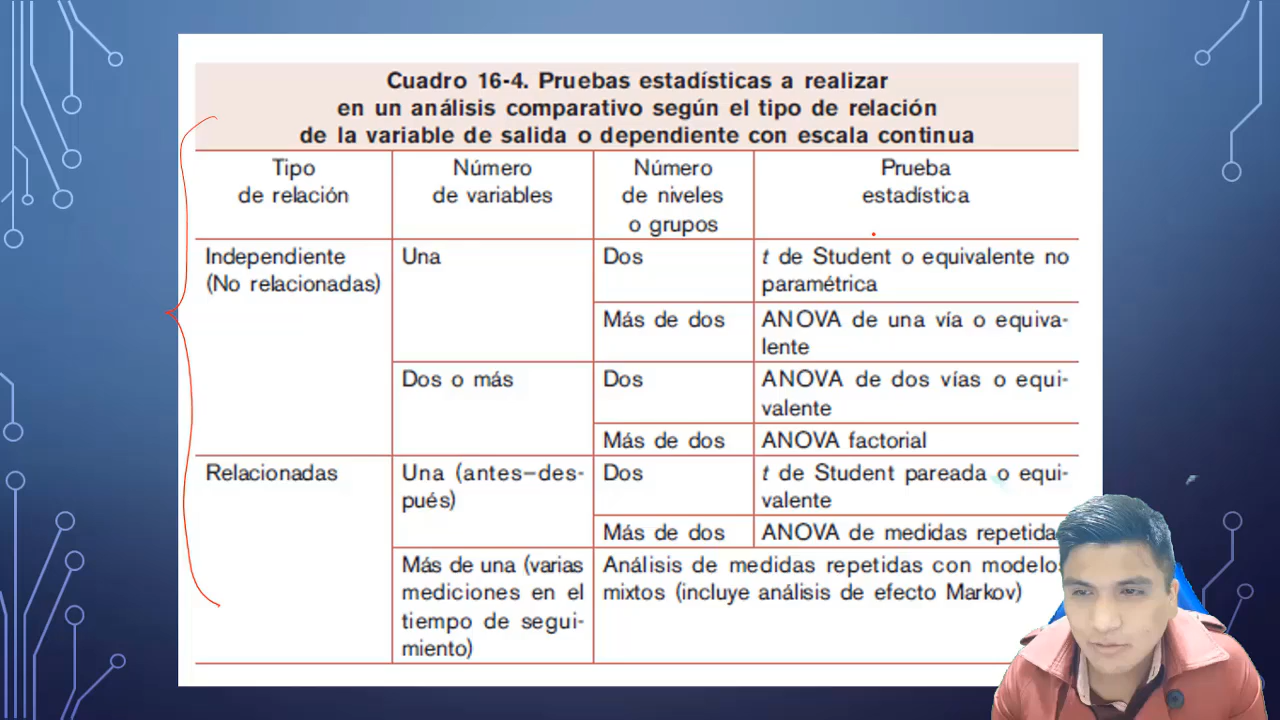 Cuadro 16-4. Pruebas estadísticas a realizar
en un análisis comparativo según el tipo de relación
de la variable de salida o dependiente con escala continua
Tipo
de relación
Número
de variables
Número
de niveles
o grupos
Prueba
estadística
Independiente
(No relacionadas)
Una
Dos
t de Student o equivalente no
paramétrica
Más de dos
ANOVA de una vía o equiva-
lente
Dos o más
Dos
ANOVA de dos vías o equi-
valente
Más de dos
ANOVA factorial
Relacionadas
Una (antes–des-
pués)
Dos
t de Student pareada o equi-
valente
Más de dos
ANOVA de medidas repetida
Más de una (varias
mediciones en el
tiempo de segui-
miento)
Análisis de medidas repetidas con modelos
mixtos (incluye análisis de efecto Markov)